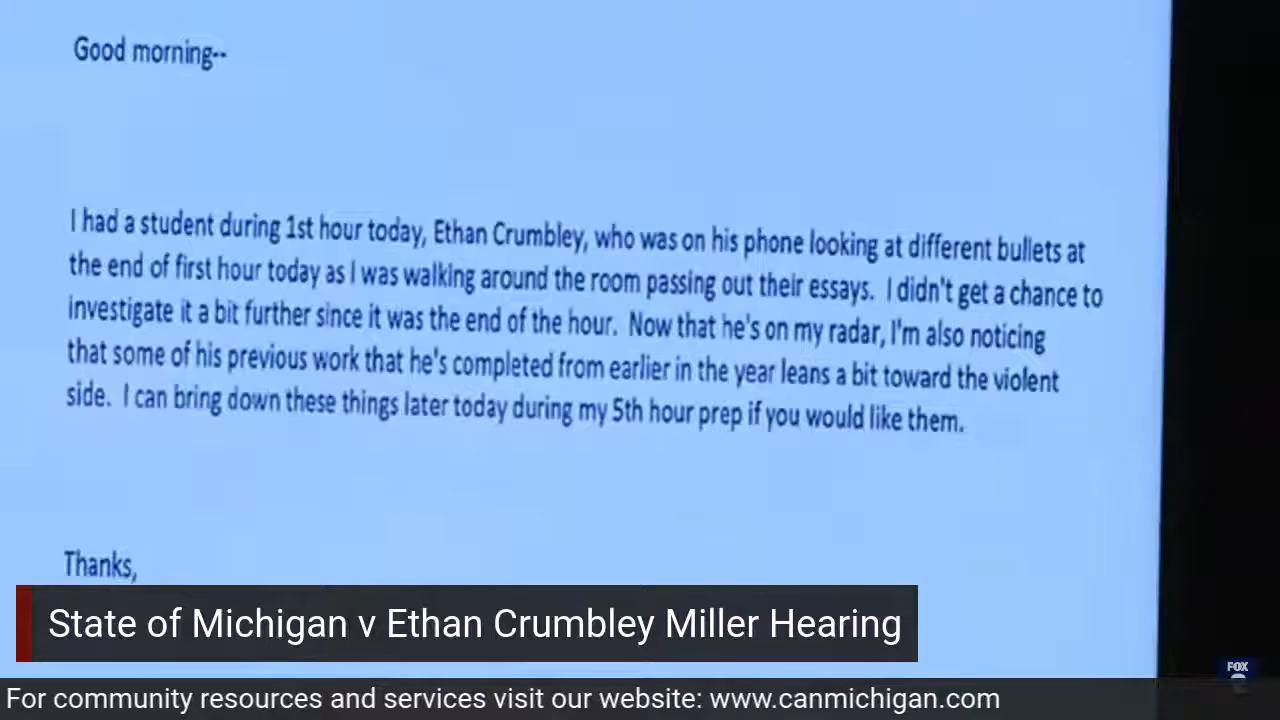 Good morning--
I had a student during 1st hour today, Ethan Crumbley, who was on his phone looking at different bullets at
the end of first hour today as I was walking around the room passing out their essays.  I didn't get a chance to
investigate it a bit further since it was the end of the hour.  Now that he's on my radar, I'm also noticing
that some of his previous work that he's completed from earlier in the year leans a bit toward the violent
side.  I can bring down these things later today during my 5th hour prep if you would like them.
Thanks,
State of Michigan v Ethan Crumbley Miller Hearing
FOX
For community resources and services visit our website: www.canmichigan.com